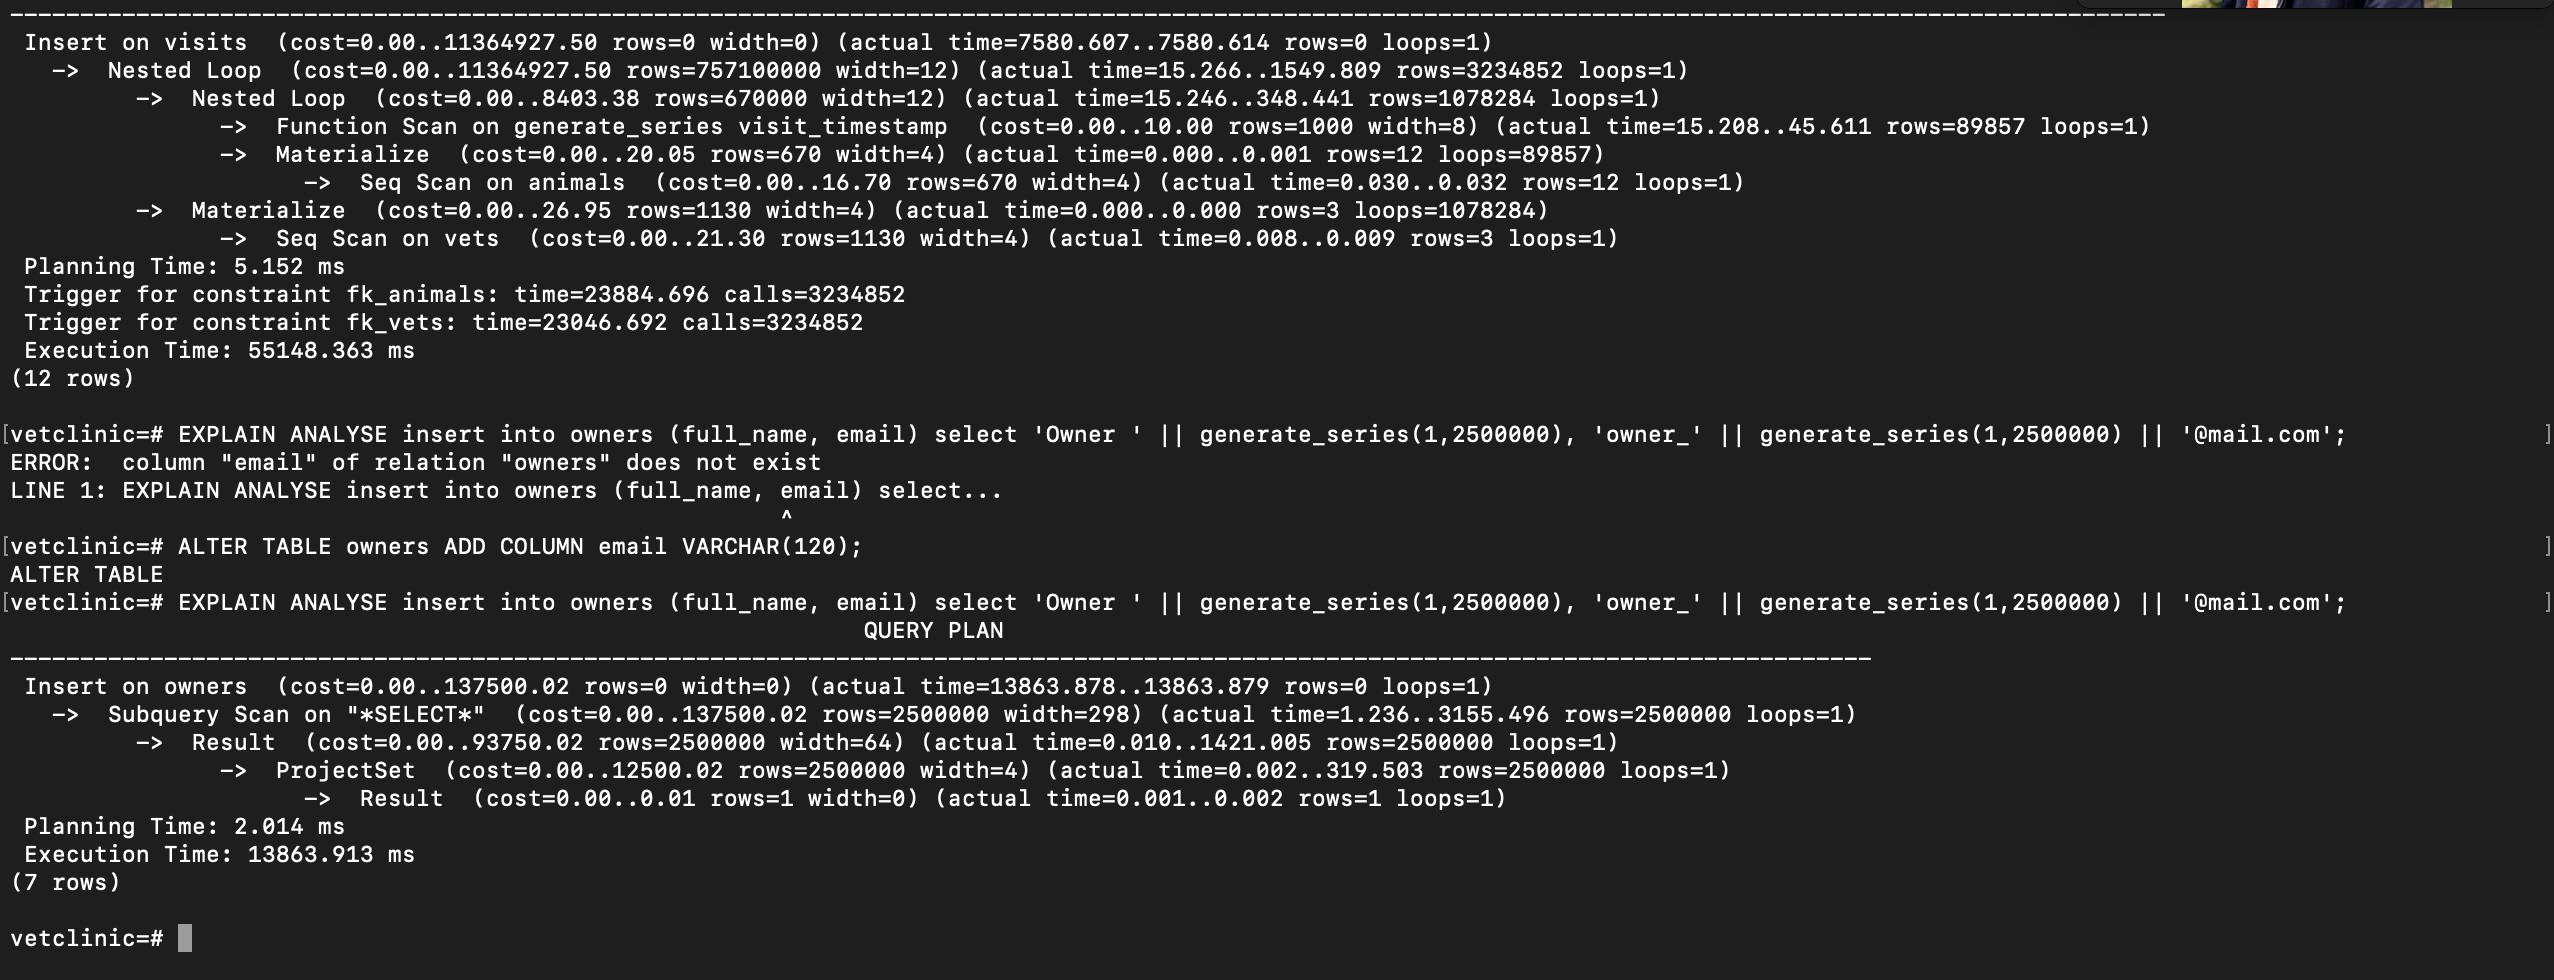 Insert on visits  (cost=0.00..11364927.50 rows=0 width=0) (actual time=7580.607..7580.614 rows=0 loops=1)
->  Nested Loop  (cost=0.00..11364927.50 rows=757100000 width=12) (actual time=15.266..1549.809 rows=3234852 loops=1)
->  Nested Loop  (cost=0.00..8403.38 rows=670000 width=12) (actual time=15.246..348.441 rows=1078284 loops=1)
->  Function Scan on generate_series visit_timestamp  (cost=0.00..10.00 rows=1000 width=8) (actual time=15.208..45.611 rows=89857 loops=1)
->  Materialize  (cost=0.00..20.05 rows=670 width=4) (actual time=0.000..0.001 rows=12 loops=89857)
->  Seq Scan on animals  (cost=0.00..16.70 rows=670 width=4) (actual time=0.030..0.032 rows=12 loops=1)
->  Materialize  (cost=0.00..26.95 rows=1130 width=4) (actual time=0.000..0.000 rows=3 loops=1078284)
->  Seq Scan on vets  (cost=0.00..21.30 rows=1130 width=4) (actual time=0.008..0.009 rows=3 loops=1)
Planning Time: 5.152 ms
Trigger for constraint fk_animals: time=23884.696 calls=3234852
Trigger for constraint fk_vets: time=23046.692 calls=3234852
Execution Time: 55148.363 ms
(12 rows)
[vetclinic=# EXPLAIN ANALYSE insert into owners (full_name, email) select 'Owner ' || generate_series(1,2500000), 'owner_' || generate_series(1,2500000) || '@mail.com'; ]
ERROR:  column "email" of relation "owners" does not exist
LINE 1: EXPLAIN ANALYSE insert into owners (full_name, email) select...
^
[vetclinic=# ALTER TABLE owners ADD COLUMN email VARCHAR(120); ]
ALTER TABLE
[vetclinic=# EXPLAIN ANALYSE insert into owners (full_name, email) select 'Owner ' || generate_series(1,2500000), 'owner_' || generate_series(1,2500000) || '@mail.com'; ]
QUERY PLAN
Insert on owners  (cost=0.00..137500.02 rows=0 width=0) (actual time=13863.878..13863.879 rows=0 loops=1)
->  Subquery Scan on "*SELECT*"  (cost=0.00..137500.02 rows=2500000 width=298) (actual time=1.236..3155.496 rows=2500000 loops=1)
->  Result  (cost=0.00..93750.02 rows=2500000 width=64) (actual time=0.010..1421.005 rows=2500000 loops=1)
->  ProjectSet  (cost=0.00..12500.02 rows=2500000 width=4) (actual time=0.002..319.503 rows=2500000 loops=1)
->  Result  (cost=0.00..0.01 rows=1 width=0) (actual time=0.001..0.002 rows=1 loops=1)
Planning Time: 2.014 ms
Execution Time: 13863.913 ms
(7 rows)
vetclinic=#